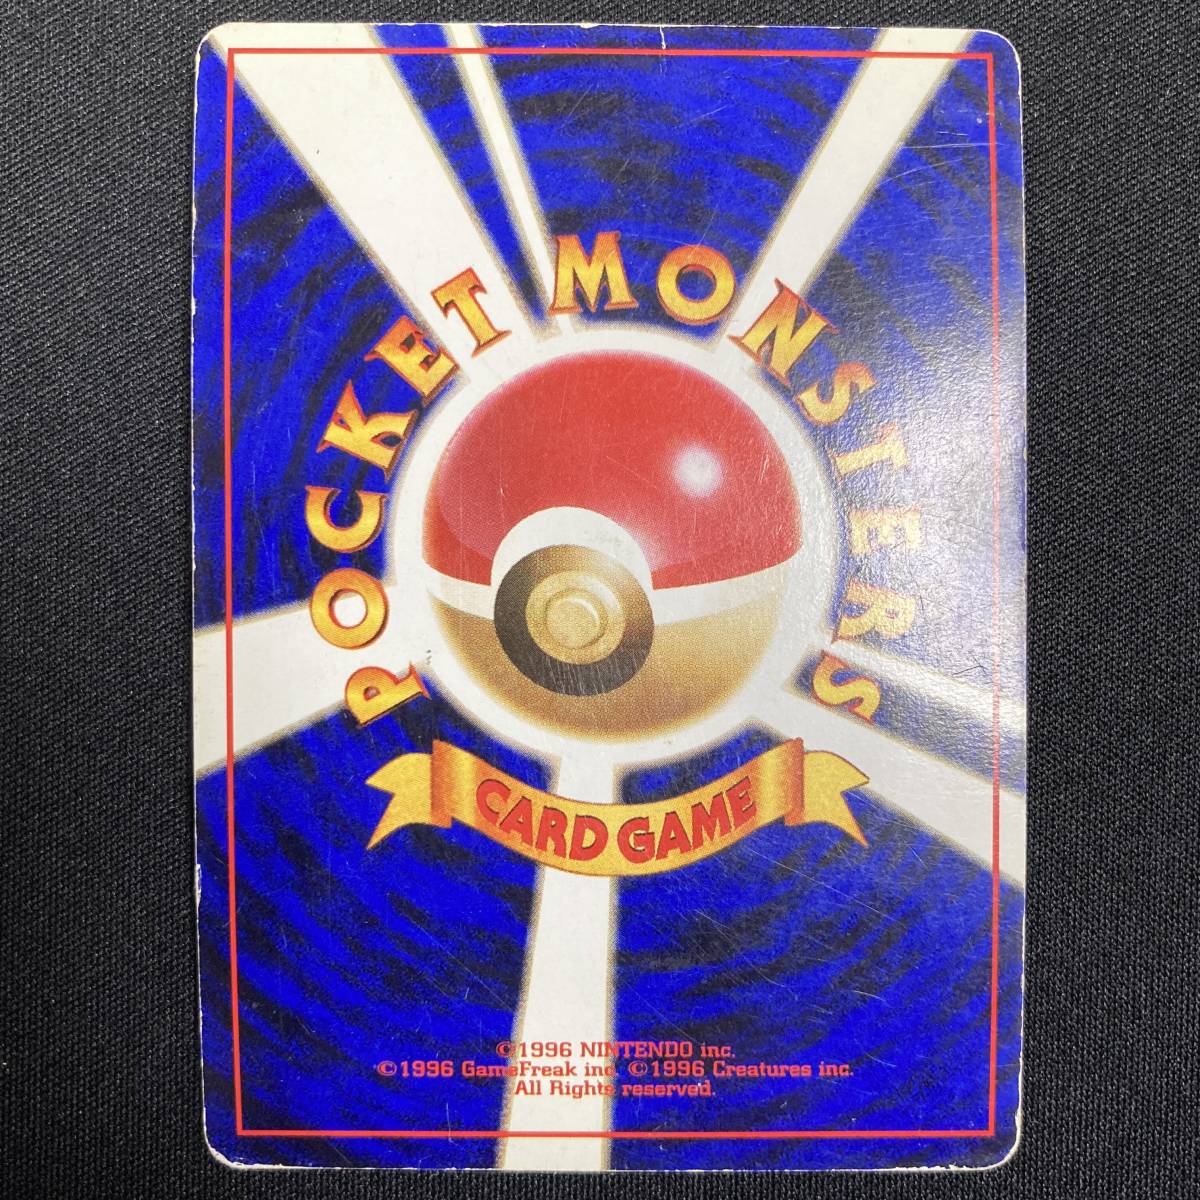 POCKET MONSTERS
CARD GAME
©1996 NINTENDO inc.
©1996 GameFreak inc. ©1996 Creatures inc.
All Rights reserved.